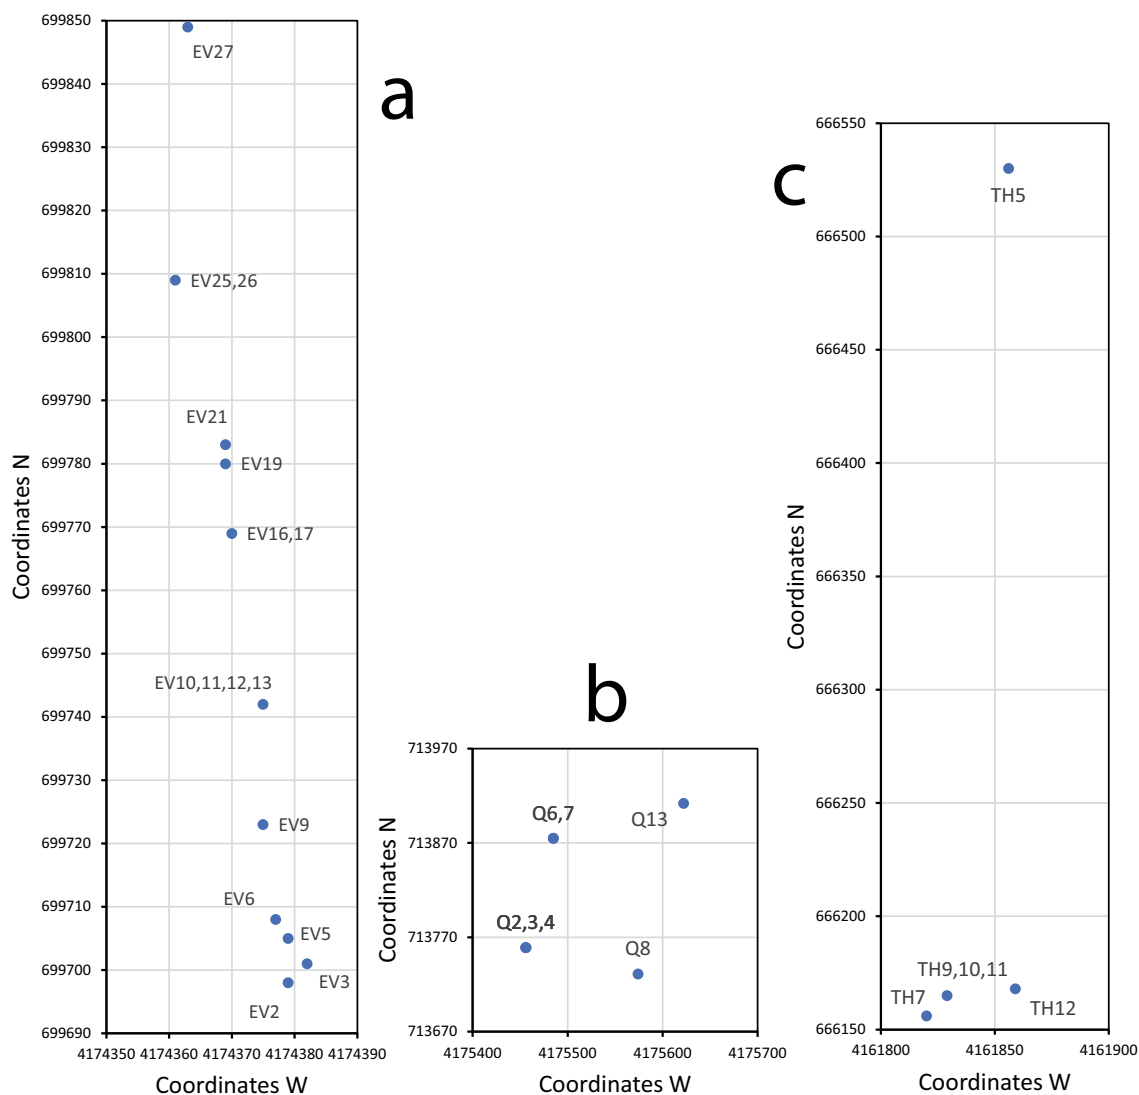 a
699850
699840
699830
699820
699810
699800
699790
699780
699770
699760
699750
699740
699730
699720
699710
699700
699690
Coordinates N
EV27
EV25,26
EV21
EV19
EV16,17
EV10,11,12,13
EV9
EV6
EV5
EV3
EV2
4174350 4174360 4174370 4174380 4174390
Coordinates W
b
713970
713870
713770
713670
Coordinates N
Q6,7
Q13
Q2,3,4
Q8
4175400 4175500 4175600 4175700
Coordinates W
c
666550
666500
666450
666400
666350
666300
666250
666200
666150
Coordinates N
TH5
TH9,10,11
TH7
TH12
4161800 4161850 4161900
Coordinates W